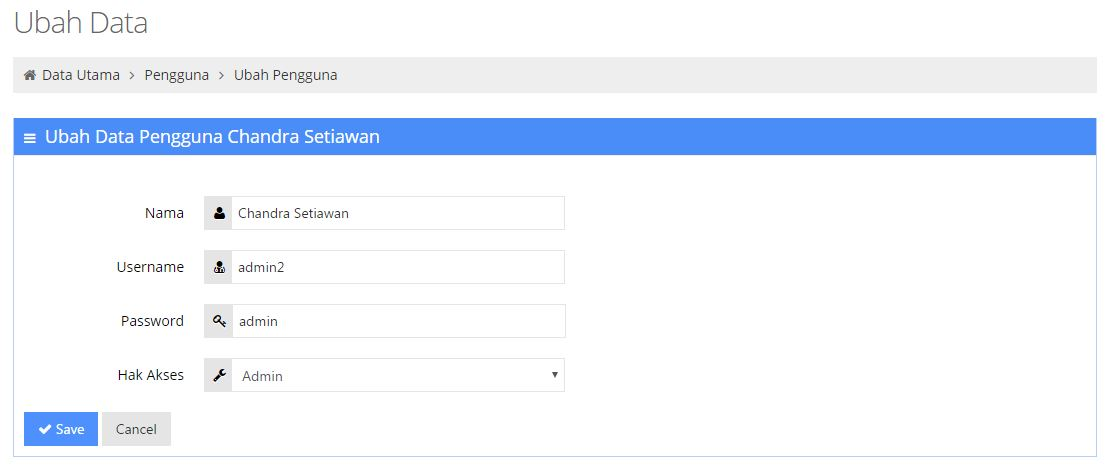 Ubah Data
Data Utama > Pengguna > Ubah Pengguna
Ubah Data Pengguna Chandra Setiawan
Nama Chandra Setiawan
Username admin2
Password admin
Hak Akses Admin
Save Cancel